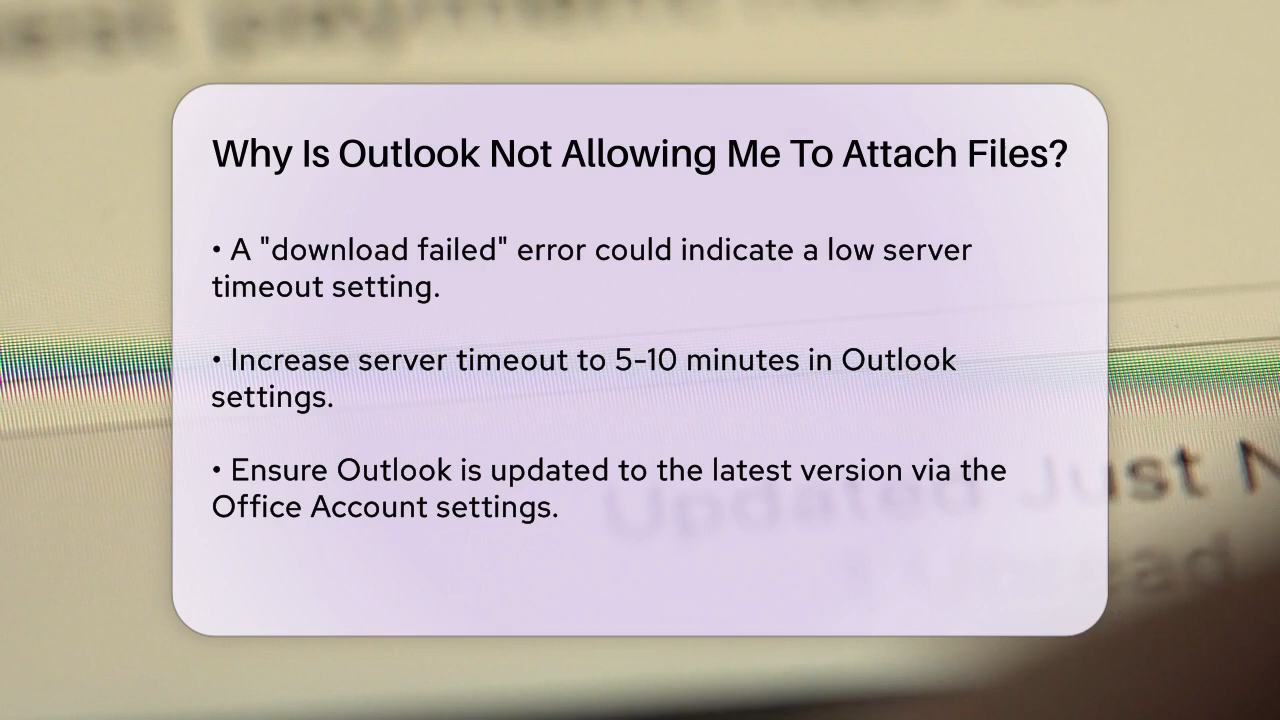 Why Is Outlook Not Allowing Me To Attach Files?
• A "download failed" error could indicate a low server
timeout setting.
• Increase server timeout to 5–10 minutes in Outlook
settings.
• Ensure Outlook is updated to the latest version via the
Office Account settings.
Updated Just N